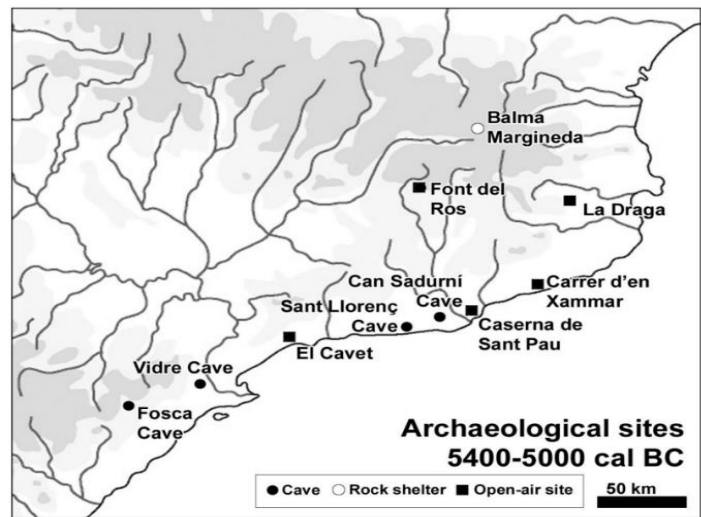 Balma
Margineda
Font del
Ros
La Draga
Can Sadurní
Cave
Carrer d'en
Xammar
Sant Llorenç
Cave
Caserna de
Sant Pau
El Cavet
Vidre Cave
Fosca
Cave
Archaeological sites
5400-5000 cal BC
Cave Rock shelter Open-air site
50 km